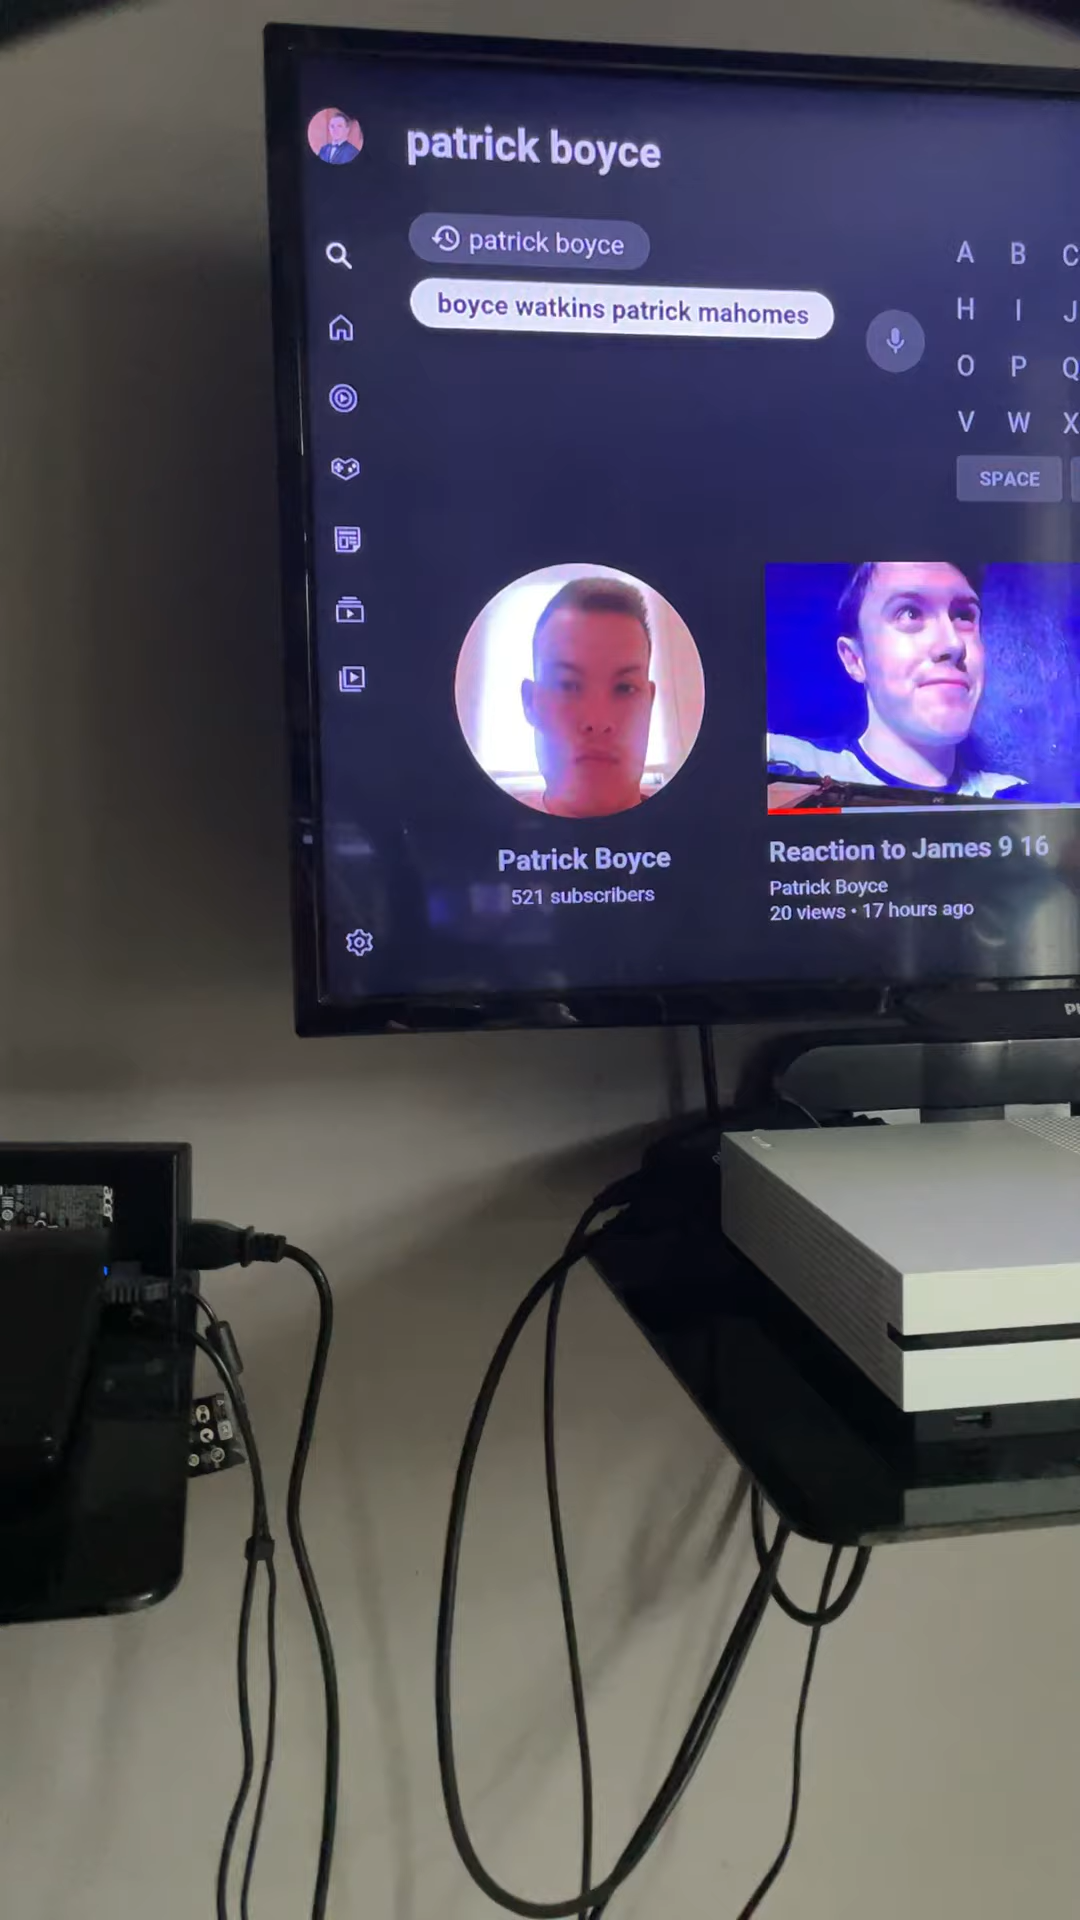 patrick boyce
patrick boyce
boyce watkins patrick mahomes
A B C
H I J
O P Q
V W X
SPACE
Patrick Boyce
521 subscribers
Reaction to James 9 16
Patrick Boyce
20 views • 17 hours ago
acer